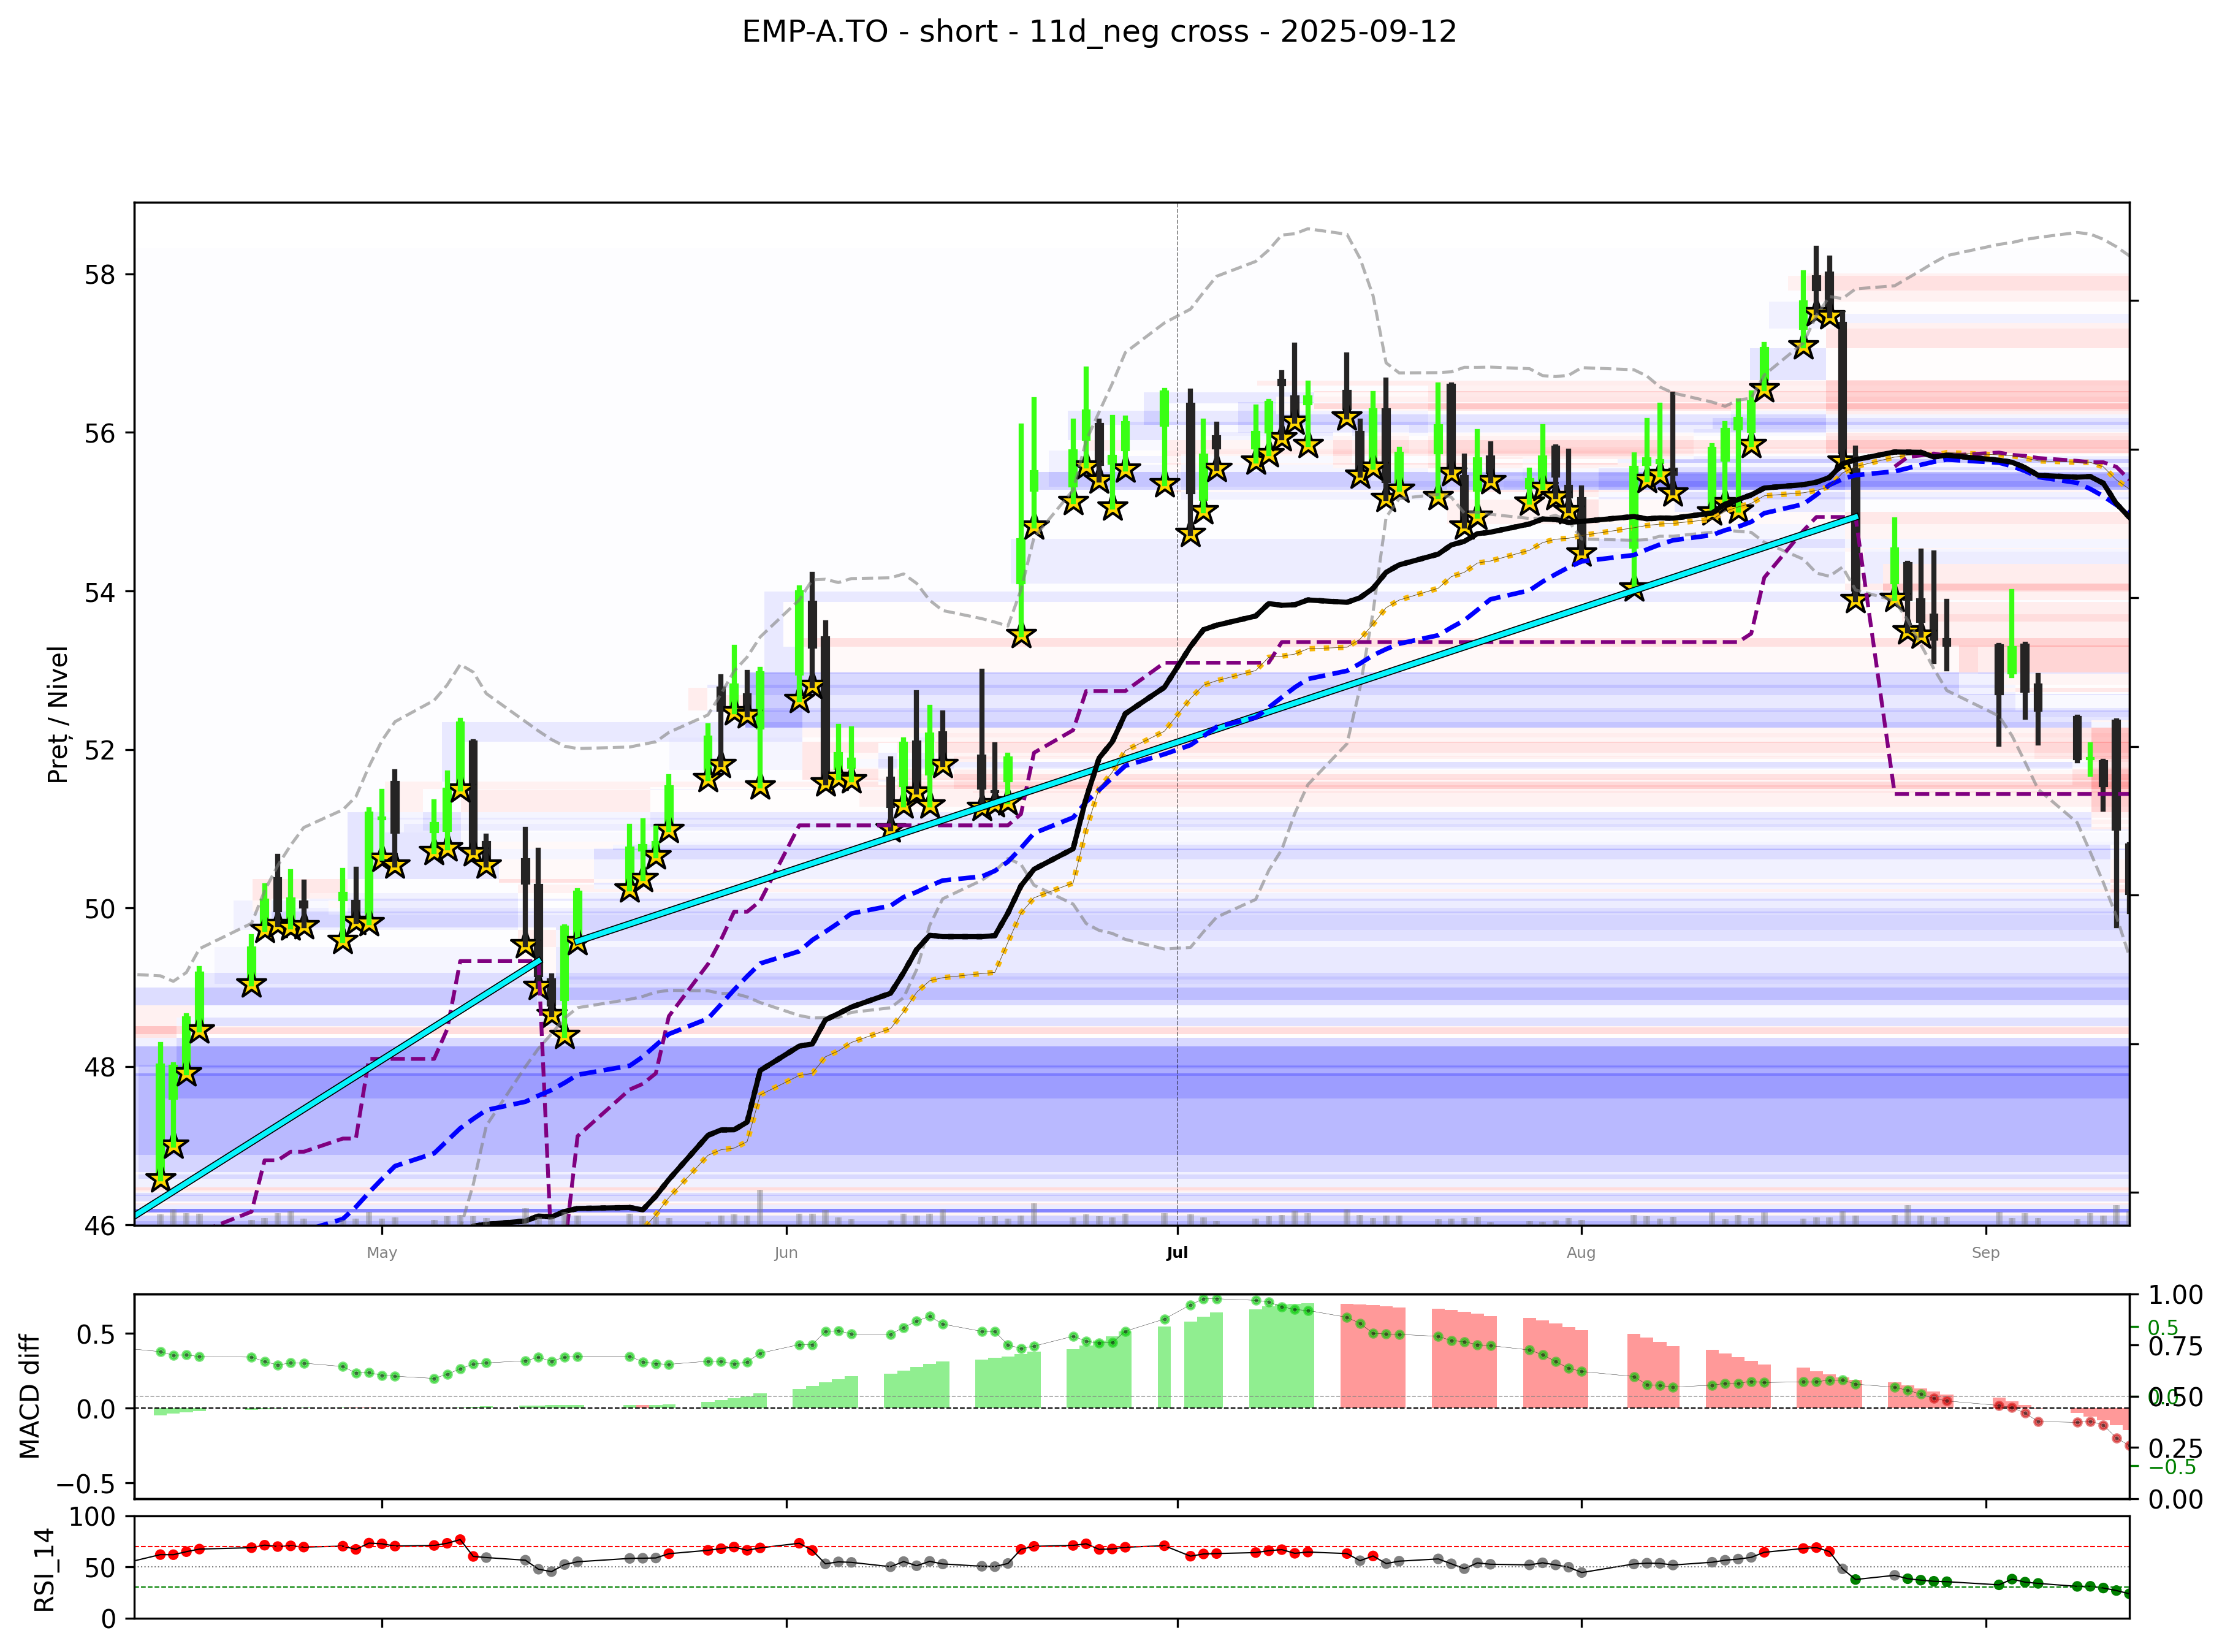 EMP-A.TO - short - 11d_neg cross - 2025-09-12
Preț / Nivel
58
56
54
52
50
48
46
May
Jun
Jul
Aug
Sep
MACD diff
0.5
0.0
−0.5
1.00
0.75
0.50
0.25
0.00
0.5
0.0
−0.5
RSI_14
100
50
0